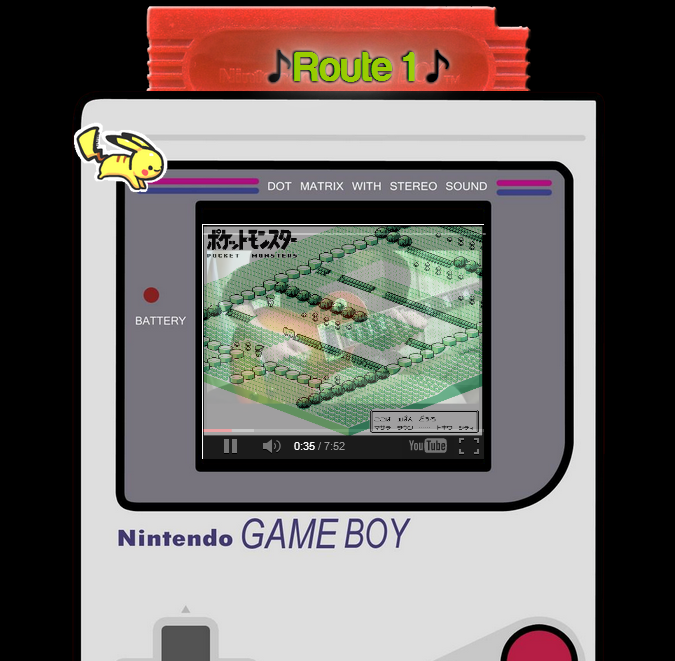 ♪Route 1♪
DOT MATRIX WITH STEREO SOUND
ポケットモンスター
POCKET MONSTERS
BATTERY
0:35 / 7:52
YouTube
Nintendo GAME BOY